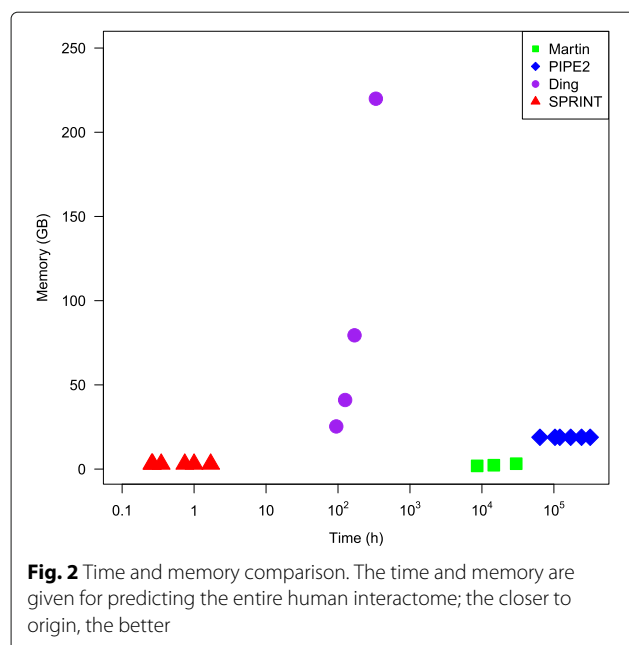 250
200
150
100
50
0
Memory (GB)
Martin
PIPE2
Ding
SPRINT
0.1 1 10 10² 10³ 10⁴ 10⁵
Time (h)
Fig. 2 Time and memory comparison. The time and memory are
given for predicting the entire human interactome; the closer to
origin, the better